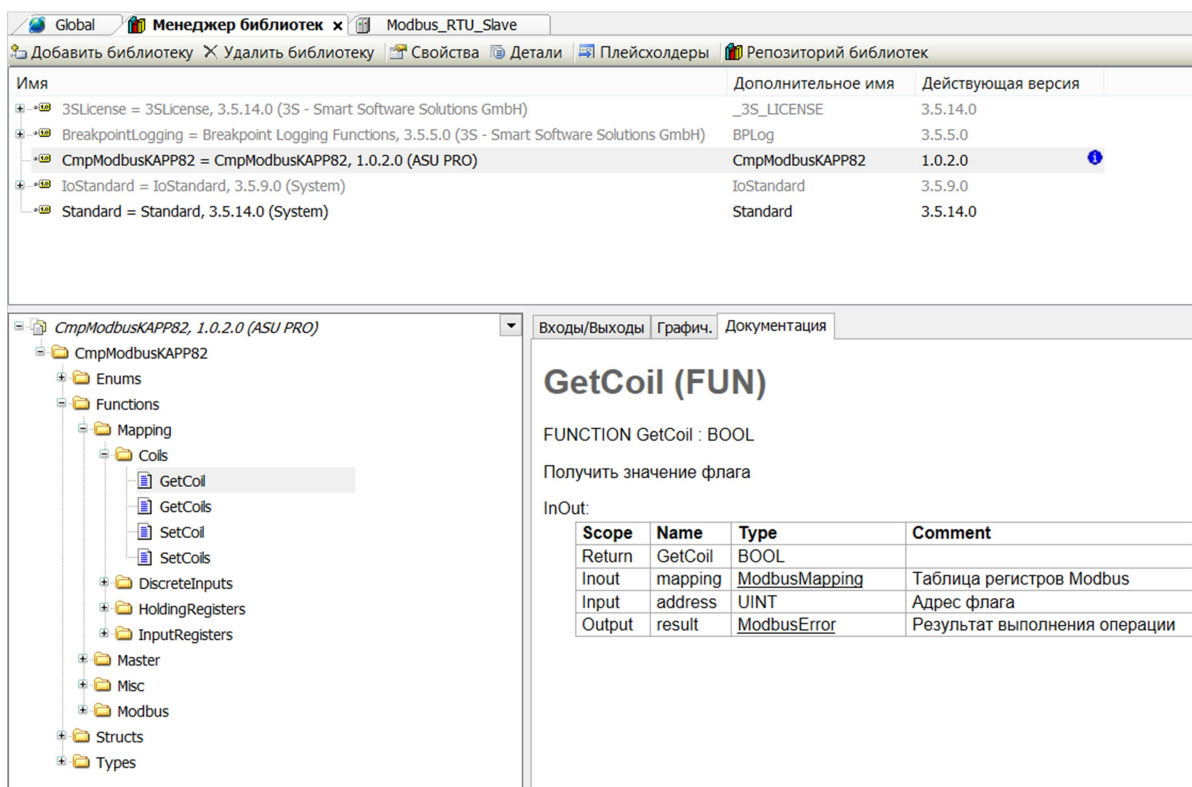 Global Менеджер библиотек x Modbus_RTU_Slave
Добавить библиотеку Удалить библиотеку Свойства Детали Плейсхолдеры Репозиторий библиотек
Имя Дополнительное имя Действующая версия
3SLicense = 3SLicense, 3.5.14.0 (3S - Smart Software Solutions GmbH) _3S_LICENSE 3.5.14.0
BreakpointLogging = Breakpoint Logging Functions, 3.5.5.0 (3S - Smart Software Solutions GmbH) BPLog 3.5.5.0
CmpModbusKAPP82 = CmpModbusKAPP82, 1.0.2.0 (ASU PRO) CmpModbusKAPP82 1.0.2.0
IoStandard = IoStandard, 3.5.9.0 (System) IoStandard 3.5.9.0
Standard = Standard, 3.5.14.0 (System) Standard 3.5.14.0
CmpModbusKAPP82, 1.0.2.0 (ASU PRO)
CmpModbusKAPP82
Enums
Functions
Mapping
Coils
GetCoil
GetCoils
SetCoil
SetCoils
DiscreteInputs
HoldingRegisters
InputRegisters
Master
Misc
Modbus
Structs
Types
Входы/Выходы Графич. Документация
GetCoil (FUN)
FUNCTION GetCoil : BOOL
Получить значение флага
InOut:
Scope Name Type Comment
Return GetCoil BOOL
Inout mapping ModbusMapping Таблица регистров Modbus
Input address UINT Адрес флага
Output result ModbusError Результат выполнения операции